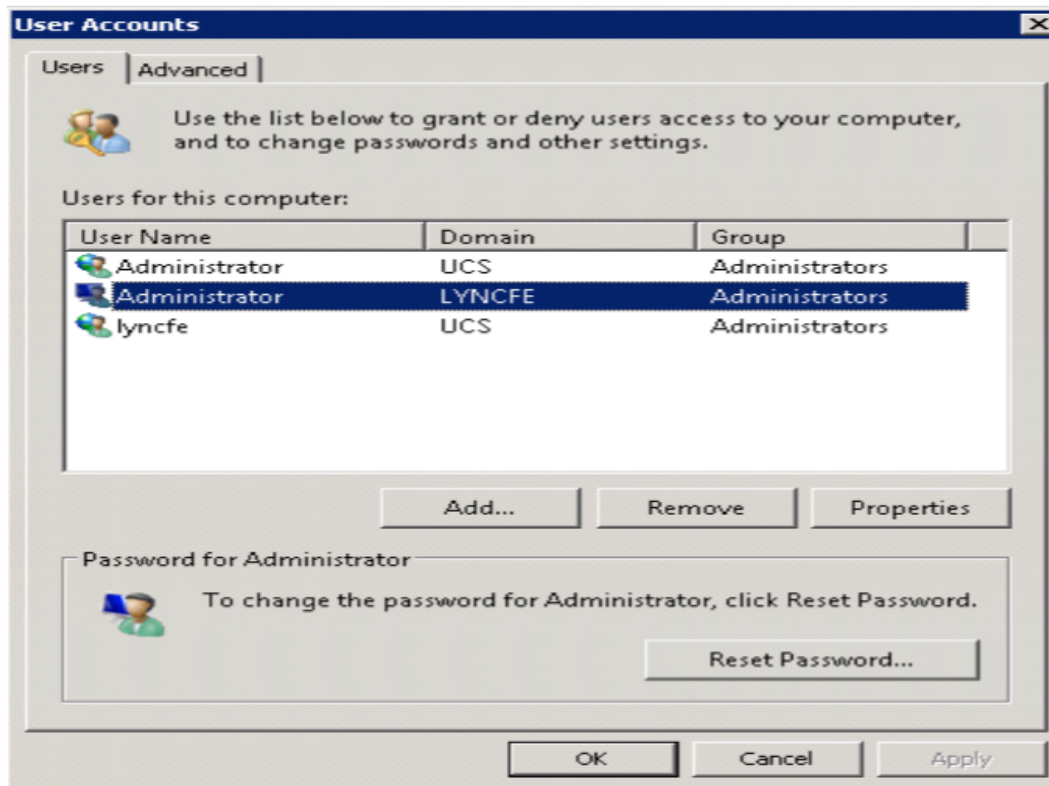 User Accounts
Users Advanced
Use the list below to grant or deny users access to your computer,
and to change passwords and other settings.
Users for this computer:
User Name Domain Group
Administrator UCS Administrators
Administrator LYNCFE Administrators
lyncfe UCS Administrators
Add... Remove Properties
Password for Administrator
To change the password for Administrator, click Reset Password.
Reset Password...
OK Cancel Apply